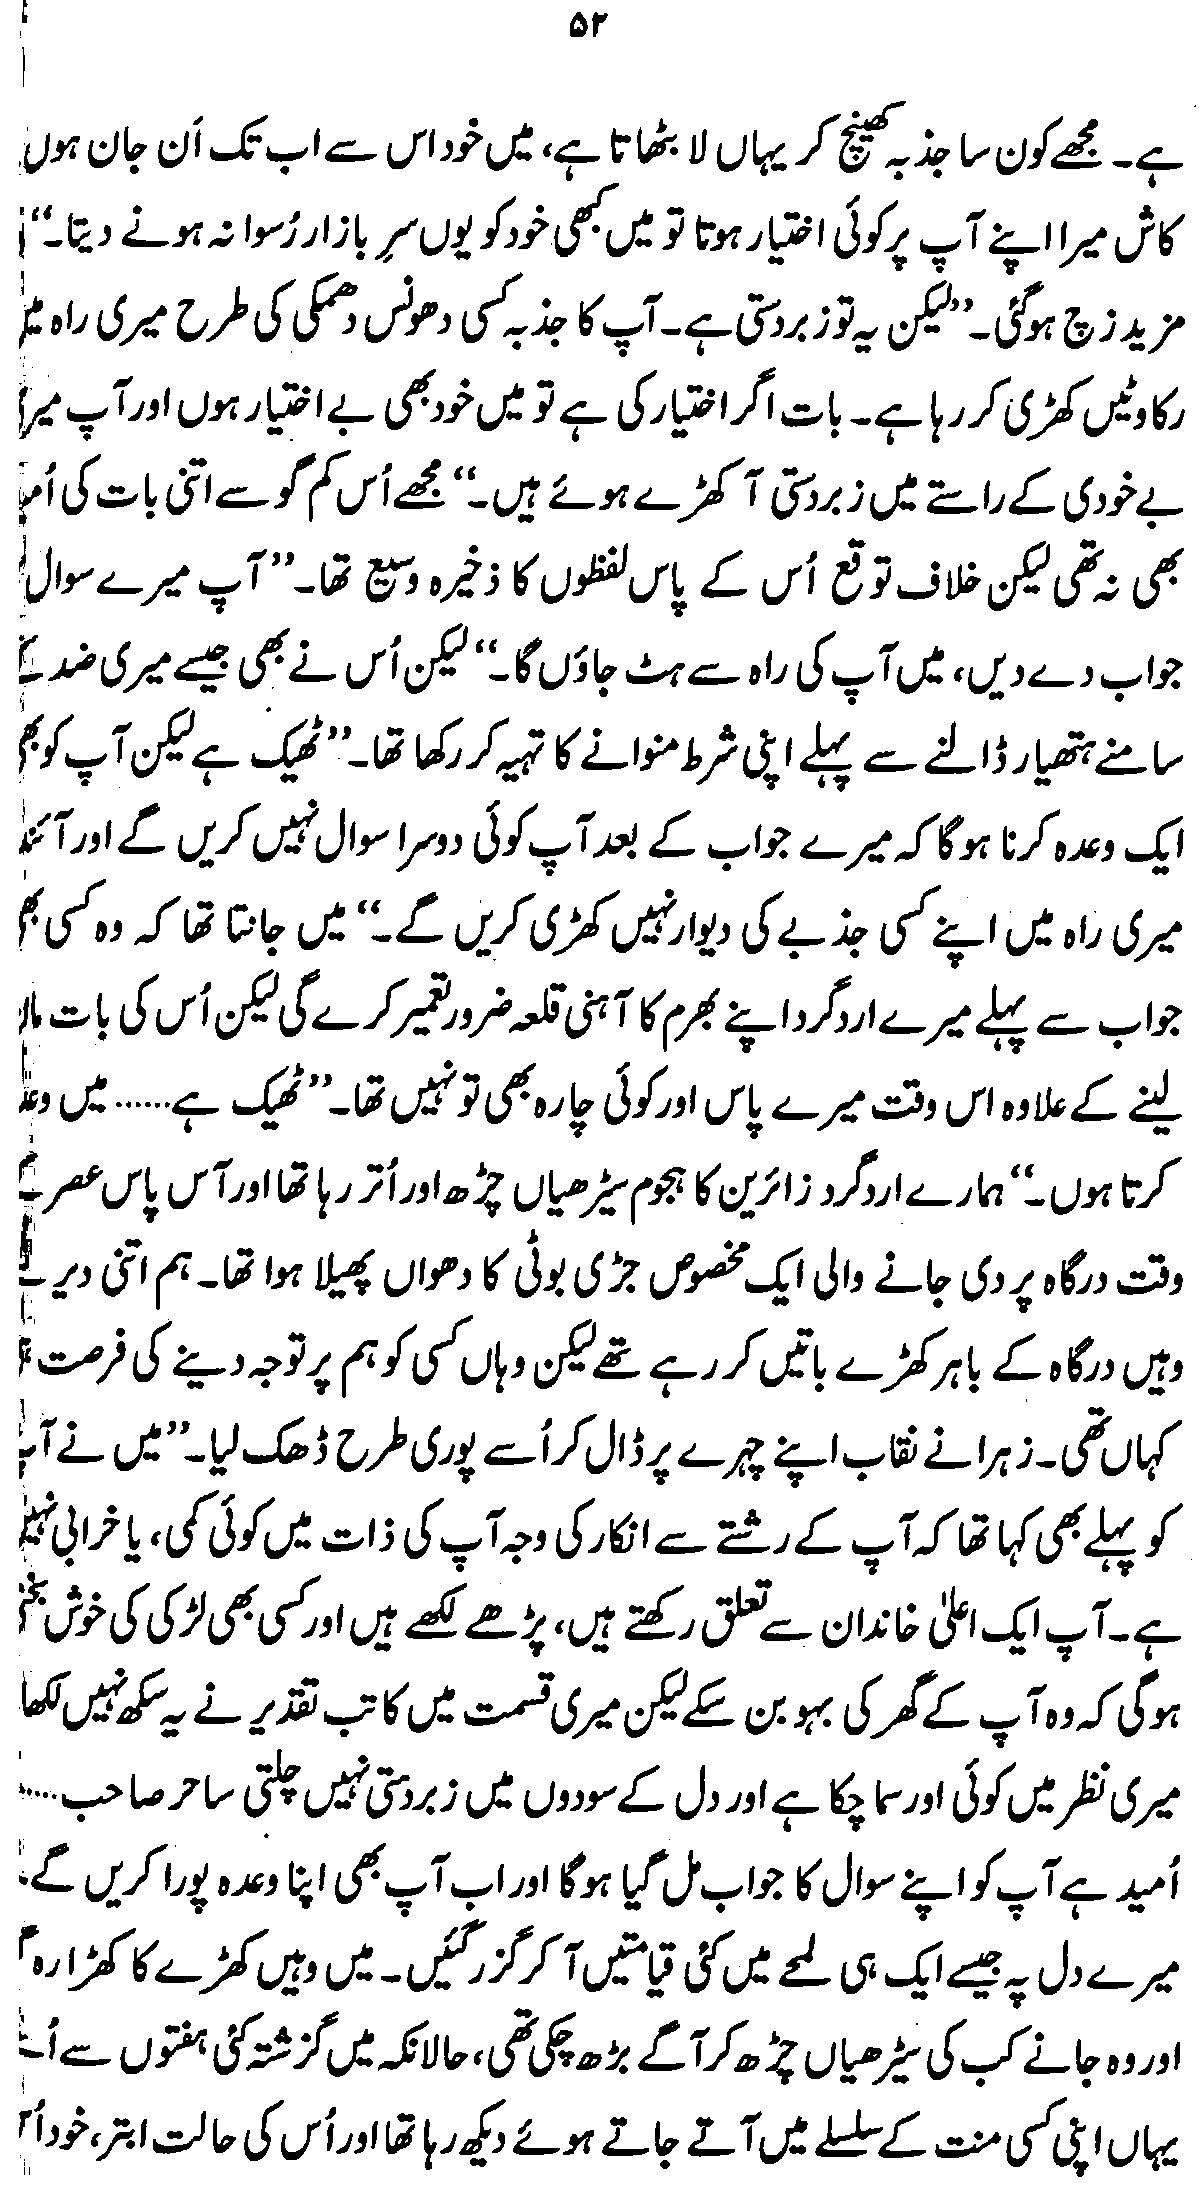 ۵۲
ہے۔ مجھے کون سا جذبہ کھینچ کر یہاں لا بٹھاتا ہے، میں خود اس سے اب تک اَن جان ہوں
کاش میرا اپنے آپ پر کوئی اختیار ہوتا تو میں کبھی خود کو یوں سرِ بازار رُسوا نہ ہونے دیتا۔“
مزید زچ ہوگئی۔ ”لیکن یہ تو زبردستی ہے۔ آپ کا جذبہ کسی دھونس دھمکی کی طرح میری راہ میں
رکاوٹیں کھڑی کر رہا ہے۔ بات اگر اختیار کی ہے تو میں خود بھی بے اختیار ہوں اور آپ میری
بے خودی کے راستے میں زبردستی آ کھڑے ہوئے ہیں۔“ مجھے اُس کم گو سے اتنی بات کی
بھی نہ تھی لیکن خلاف توقع اُس کے پاس لفظوں کا ذخیرہ وسیع تھا۔ ”آپ میرے سوال
جواب دے دیں، میں آپ کی راہ سے ہٹ جاؤں گا۔“ لیکن اُس نے بھی جیسے میری ضد کے
سامنے ہتھیار ڈالنے سے پہلے اپنی شرط منوانے کا تہیہ کر رکھا تھا۔ ”ٹھیک ہے لیکن آپ کو بھی
ایک وعدہ کرنا ہوگا کہ میرے جواب کے بعد آپ کوئی دوسرا سوال نہیں کریں گے اور
میری راہ میں اپنے کسی جذبے کی دیوار نہیں کھڑی کریں گے۔“ میں جانتا تھا کہ وہ کسی بھی
جواب سے پہلے میرے اردگرد اپنے بھرم کا آہنی قلعہ ضرور تعمیر کرے گی لیکن اُس کی بات مان
لینے کے علاوہ اس وقت میرے پاس اور کوئی چارہ بھی تو نہیں تھا۔ ”ٹھیک ہے...... میں
کرتا ہوں۔“ ہمارے اردگرد زائرین کا ہجوم سیڑھیاں چڑھ اور اُتر رہا تھا اور آس پاس عصر کے
وقت درگاہ پر دی جانے والی ایک مخصوص جڑی بوٹی کا دھواں پھیلا ہوا تھا۔ ہم اتنی دیر سے
وہیں درگاہ کے باہر کھڑے باتیں کر رہے تھے لیکن وہاں کسی کو ہم پر توجہ دینے کی فرصت
کہاں تھی۔ زہرا نے نقاب اپنے چہرے پر ڈال کر اُسے پوری طرح ڈھک لیا۔ ”میں نے آپ
کو پہلے بھی کہا تھا کہ آپ کے رشتے سے انکار کی وجہ آپ کی ذات میں کوئی کمی، یا خرابی نہیں
ہے۔ آپ ایک اعلیٰ خاندان سے تعلق رکھتے ہیں، پڑھے لکھے ہیں اور کسی بھی لڑکی کی خوش بختی
ہوگی کہ وہ آپ کے گھر کی بہو بن سکے لیکن میری قسمت میں کاتب تقدیر نے یہ سکھ نہیں لکھا
میری نظر میں کوئی اور سما چکا ہے اور دل کے سودوں میں زبردستی نہیں چلتی ساحر صاحب.....
اُمید ہے آپ کو اپنے سوال کا جواب مل گیا ہوگا اور اب آپ بھی اپنا وعدہ پورا کریں گے۔
میرے دل پہ جیسے ایک ہی لمحے میں کئی قیامتیں آ کر گزر گئیں۔ میں وہیں کھڑے کا کھڑا رہ
اور وہ جانے کب کی سیڑھیاں چڑھ کر آگے بڑھ چکی تھی، حالانکہ میں گزشتہ کئی ہفتوں سے اُسے
یہاں اپنی کسی منت کے سلسلے میں آتے جاتے ہوئے دیکھ رہا تھا اور اُس کی حالت ابتر، خود